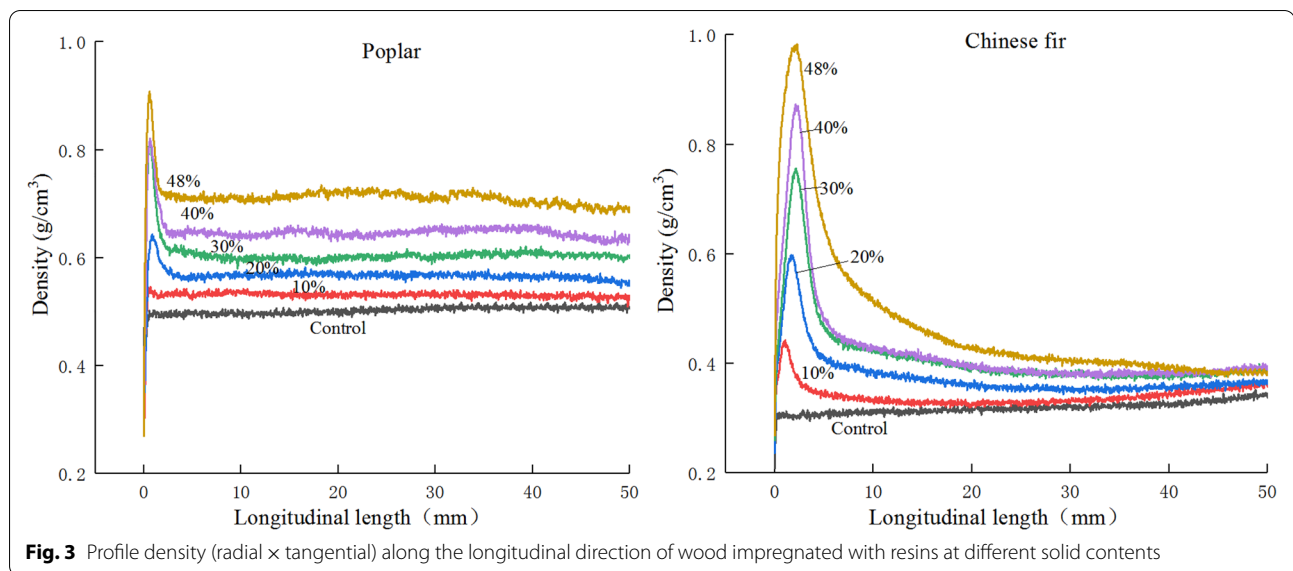 Poplar
Density (g/cm³)
1.0
0.8
0.6
0.4
0.2
48%
40%
30%
20%
10%
Control
0 10 20 30 40 50
Longitudinal length（mm）
Chinese fir
Density (g/cm³)
1.0
0.8
0.6
0.4
0.2
48%
40%
30%
20%
10%
Control
0 10 20 30 40 50
Longitudinal length（mm）
Fig. 3 Profile density (radial × tangential) along the longitudinal direction of wood impregnated with resins at different solid contents